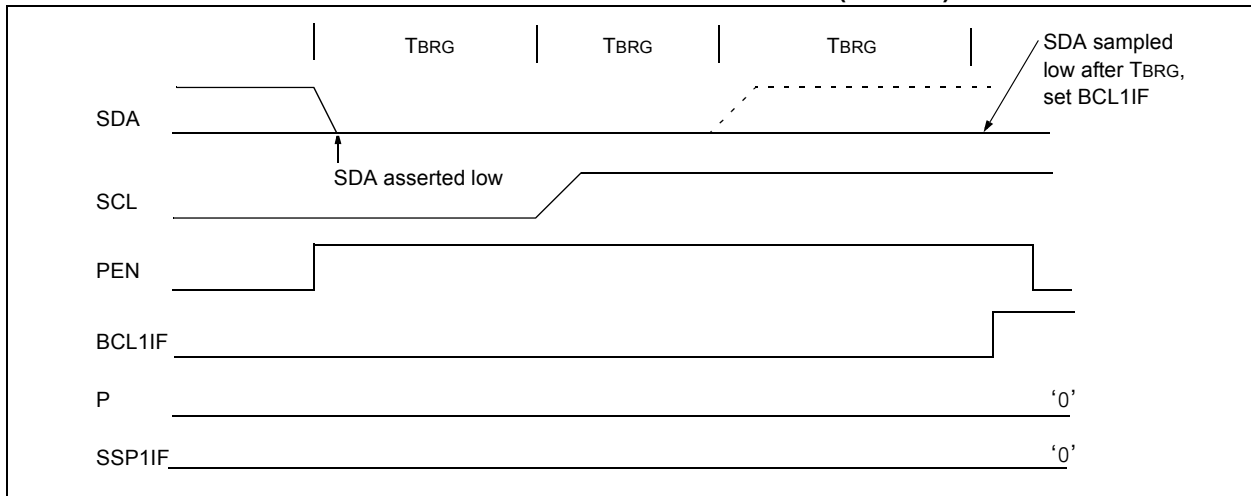 TBRG TBRG TBRG
SDA sampled
low after TBRG,
set BCL1IF
SDA
SDA asserted low
SCL
PEN
BCL1IF
P
‘0’
SSP1IF
‘0’